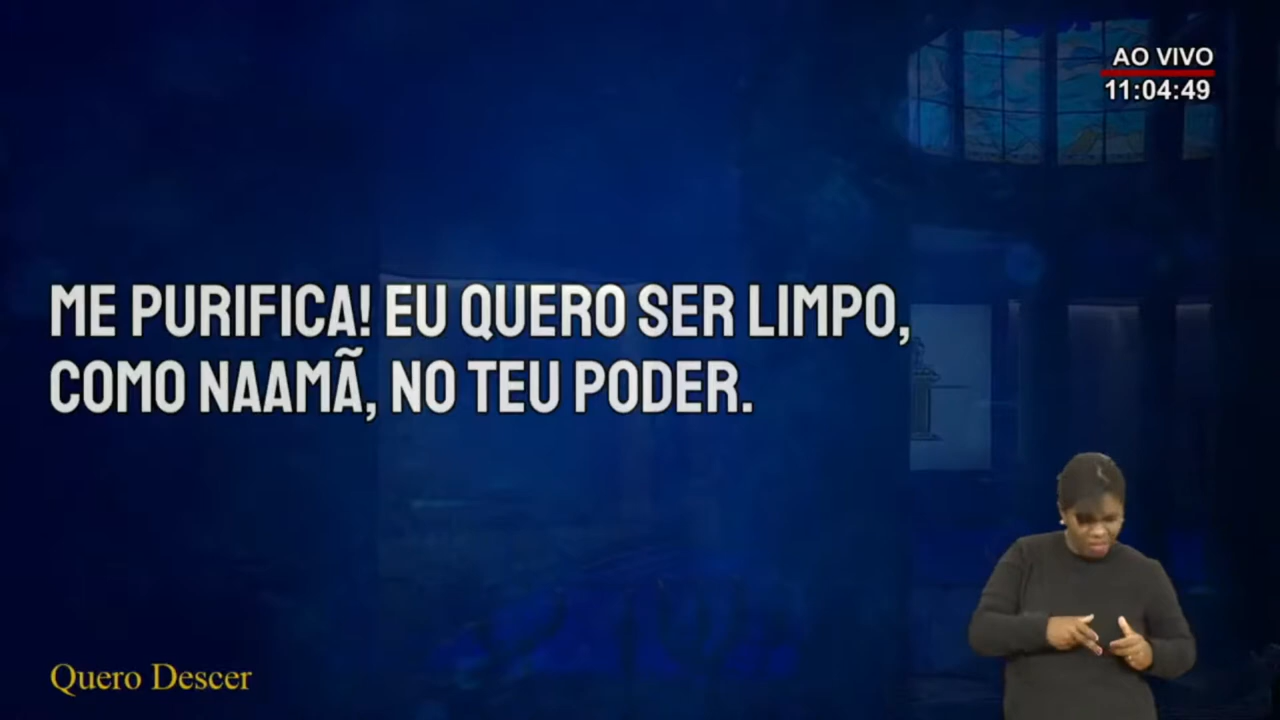 AO VIVO
11:04:49
ME PURIFICA! EU QUERO SER LIMPO,
COMO NAAMÃ, NO TEU PODER.
Quero Descer